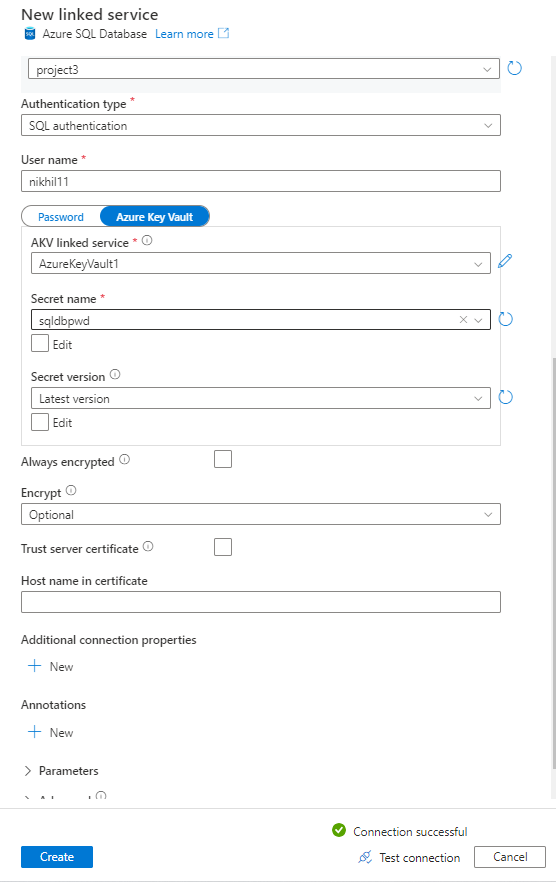 New linked service
Azure SQL Database Learn more
project3
Authentication type *
SQL authentication
User name *
nikhil11
Password Azure Key Vault
AKV linked service *
AzureKeyVault1
Secret name *
sqldbpwd
Edit
Secret version
Latest version
Edit
Always encrypted
Encrypt
Optional
Trust server certificate
Host name in certificate
Additional connection properties
New
Annotations
New
Parameters
Connection successful
Create Test connection Cancel